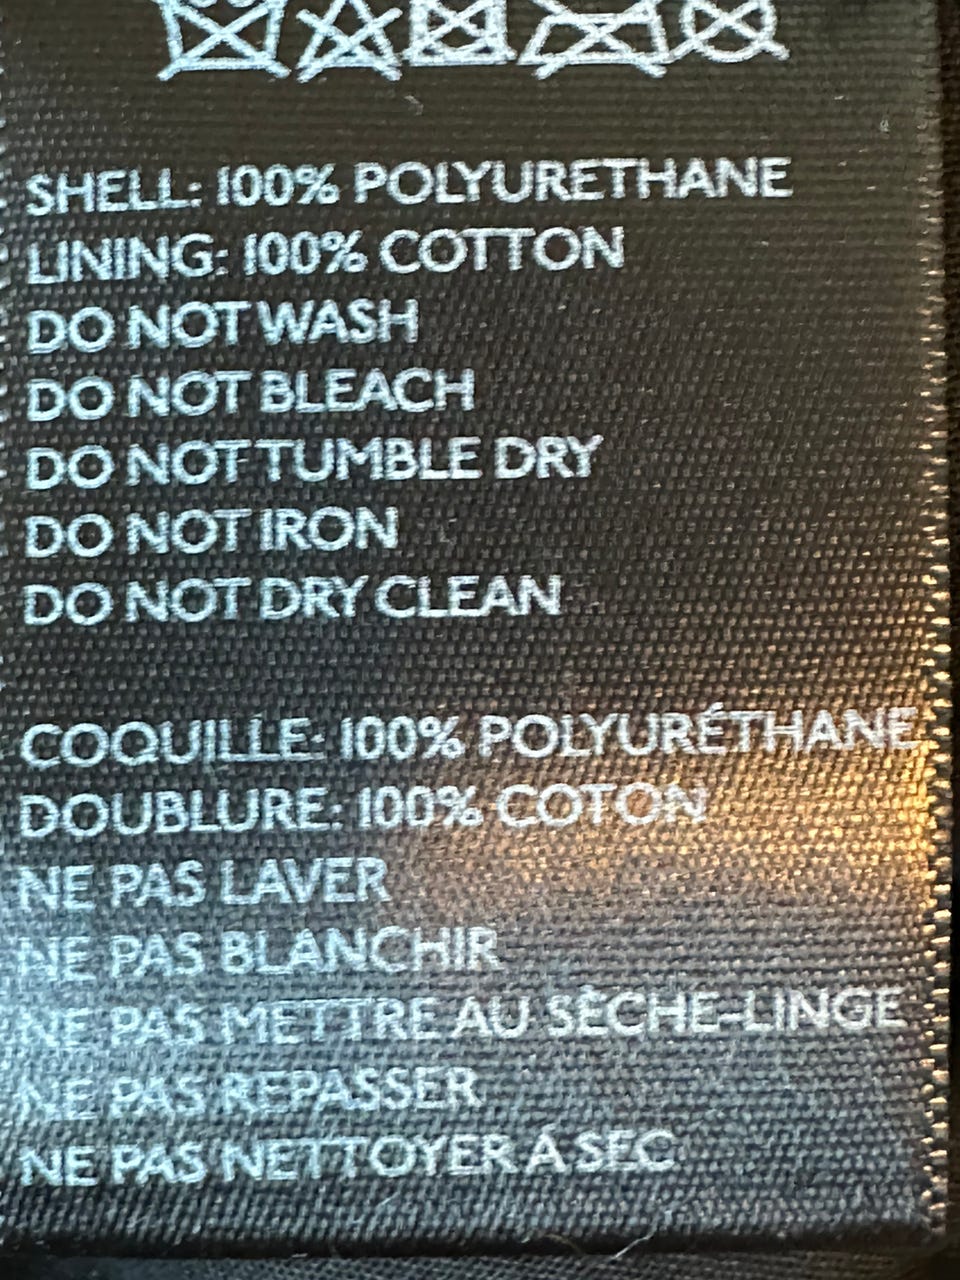 SHELL: 100% POLYURETHANE
LINING: 100% COTTON
DO NOT WASH
DO NOT BLEACH
DO NOT TUMBLE DRY
DO NOT IRON
DO NOT DRY CLEAN
COQUILLE: 100% POLYURÉTHANE
DOUBLURE: 100% COTON
NE PAS LAVER
NE PAS BLANCHIR
NE PAS METTRE AU SÈCHE-LINGE
NE PAS REPASSER
NE PAS NETTOYER À SEC